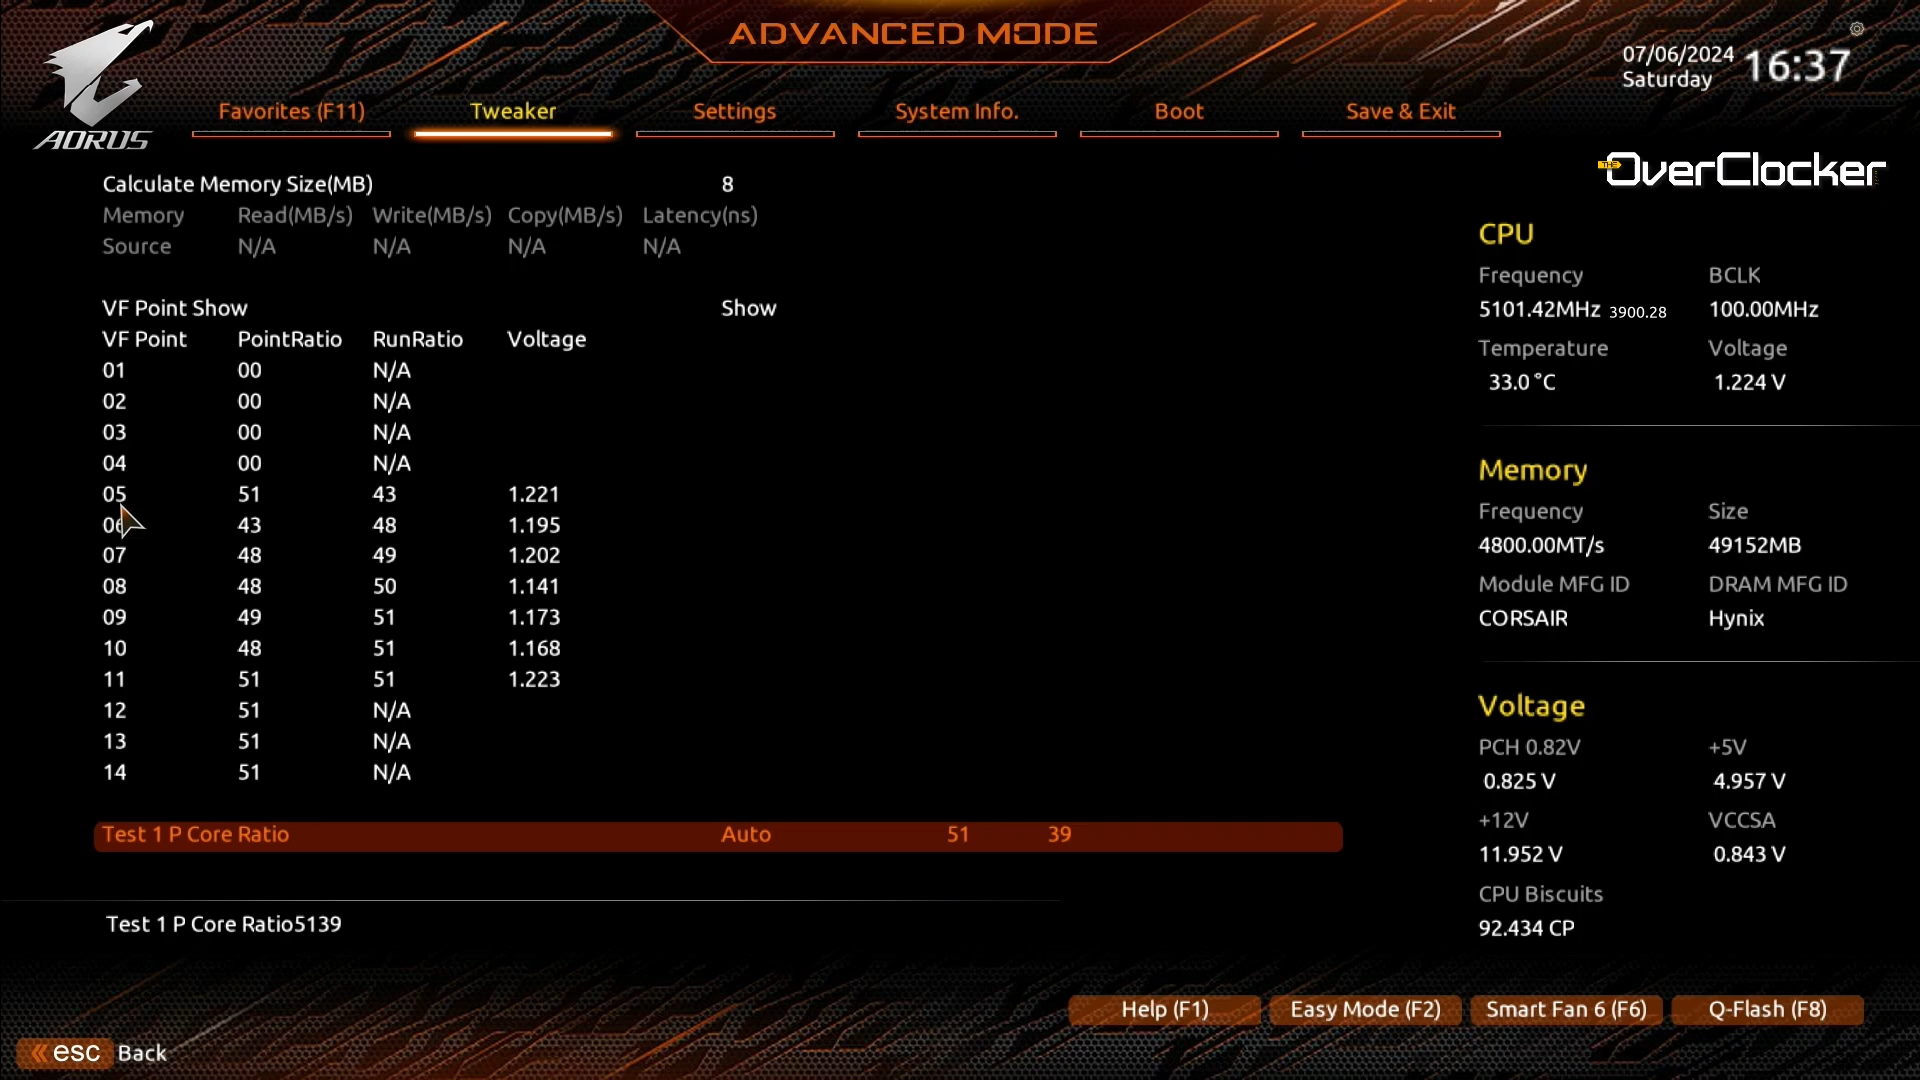 ADVANCED MODE
07/06/2024
Saturday
16:37
AORUS
Favorites (F11) Tweaker Settings System Info. Boot Save & Exit
THE OverClocker
Calculate Memory Size(MB) 8
Memory Read(MB/s) Write(MB/s) Copy(MB/s) Latency(ns)
Source N/A N/A N/A N/A
VF Point Show Show
VF Point PointRatio RunRatio Voltage
01 00 N/A
02 00 N/A
03 00 N/A
04 00 N/A
05 51 43 1.221
06 43 48 1.195
07 48 49 1.202
08 48 50 1.141
09 49 51 1.173
10 48 51 1.168
11 51 51 1.223
12 51 N/A
13 51 N/A
14 51 N/A
Test 1 P Core Ratio Auto 51 39
Test 1 P Core Ratio5139
CPU
Frequency BCLK
5101.42MHz 3900.28 100.00MHz
Temperature Voltage
33.0 °C 1.224 V
Memory
Frequency Size
4800.00MT/s 49152MB
Module MFG ID DRAM MFG ID
CORSAIR Hynix
Voltage
PCH 0.82V +5V
0.825 V 4.957 V
+12V VCCSA
11.952 V 0.843 V
CPU Biscuits
92.434 CP
Help (F1) Easy Mode (F2) Smart Fan 6 (F6) Q-Flash (F8)
esc Back